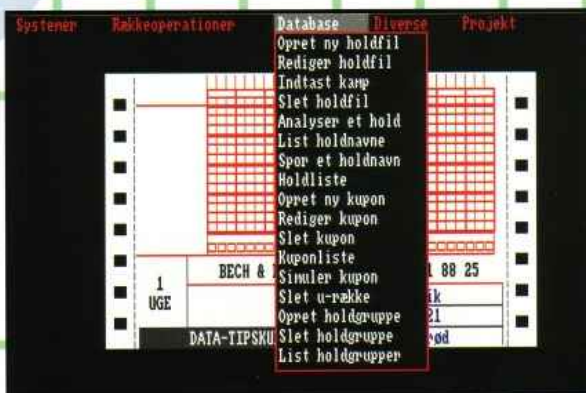 Systemer Rækkeoperationer Database Diverse Projekt
Opret ny holdfil
Rediger holdfil
Indtast kamp
Slet holdfil
Analyser et hold
List holdnavne
Spor et holdnavn
Holdliste
Opret ny kupon
Rediger kupon
Slet kupon
Kuponliste
Simuler kupon
Slet u-række
Opret holdgruppe
Slet holdgruppe
List holdgrupper
BECH & 1 88 25
1
UGE
ik
21
DATA-TIPSKU rød